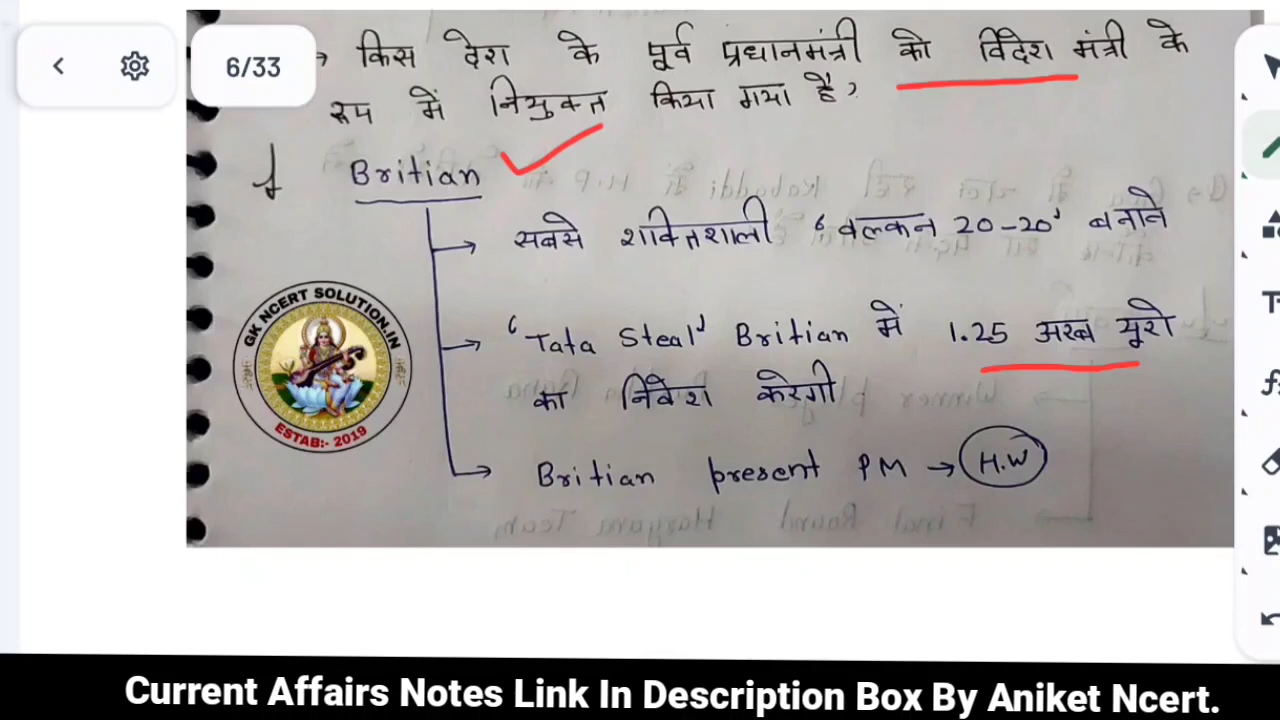 6/33
→ किस देश के पूर्व प्रधानमंत्री को विदेश मंत्री के
रूप में नियुक्त किया गया है?
Britian
→ सबसे शक्तिशाली 'वल्कन 20-20' बनाने
→ 'Tata Steal' Britian में 1.25 अरब यूरो
का निवेश करेगी
→ Britian present PM → H.W
GK NCERT SOLUTION.IN
ESTAB:- 2019
Current Affairs Notes Link In Description Box By Aniket Ncert.